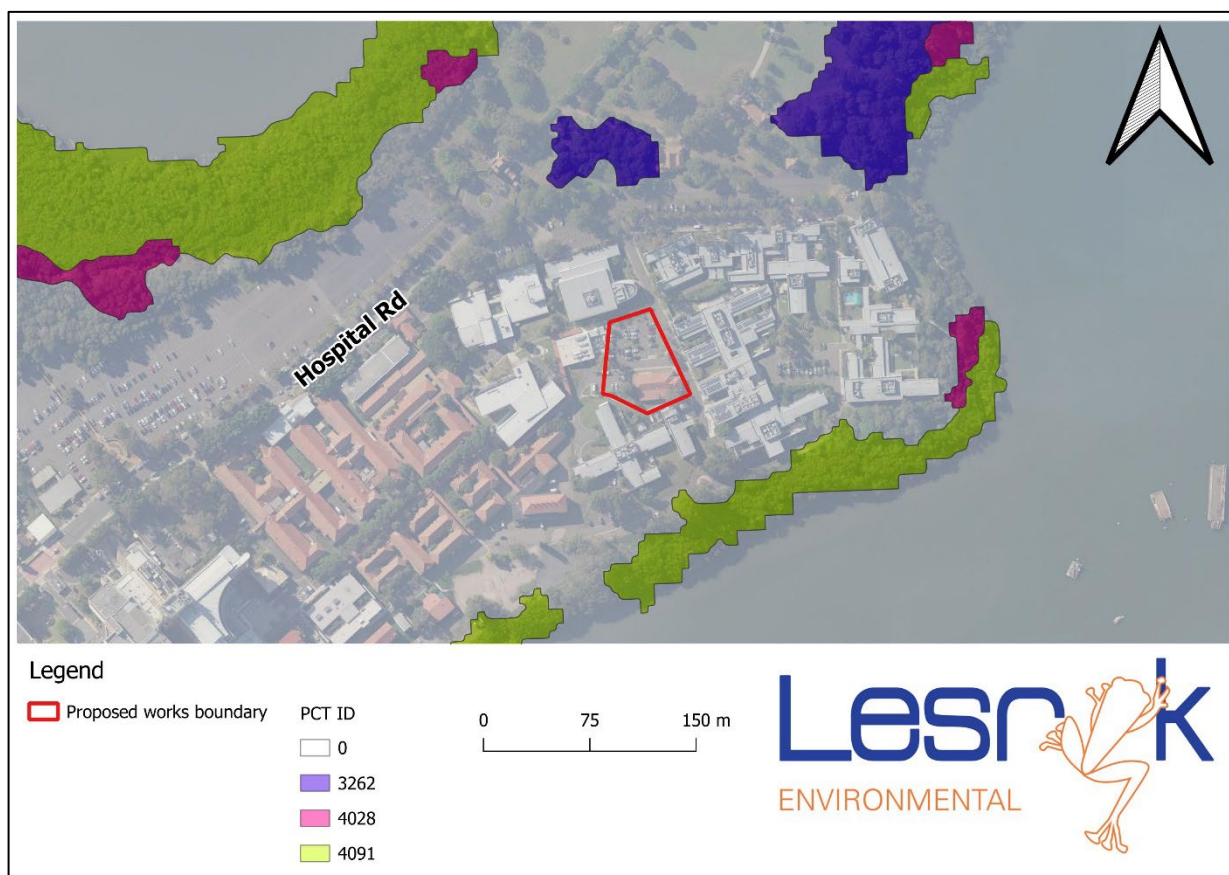 Hospital Rd
Legend
Proposed works boundary
PCT ID
0
3262
4028
4091
0 75 150 m
Lesryk
ENVIRONMENTAL